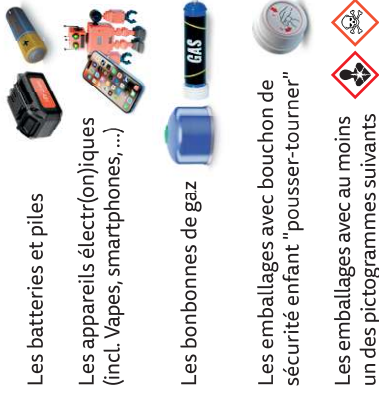 Les batteries et piles
Les appareils électr(on)iques
(incl. Vapes, smartphones, ...)
Les bonbonnes de gaz
GAS
Les emballages avec bouchon de
sécurité enfant "pousser-tourner"
Les emballages avec au moins
un des pictogrammes suivants